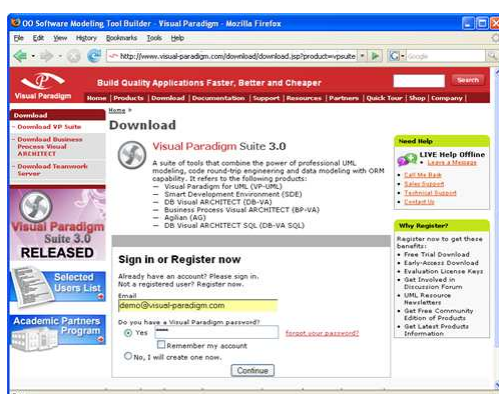 OO Software Modeling Tool Builder - Visual Paradigm - Mozilla Firefox
File Edit View History Bookmarks Tools Help
http://www.visual-paradigm.com/download/download.jsp?product=vpsuite
Google
Visual Paradigm
Build Quality Applications Faster, Better and Cheaper
Search
Home | Products | Download | Documentation | Support | Resources | Partners | Quick Tour | Shop | Company |
Download
Download VP Suite
Download Business Process Visual ARCHITECT
Download Teamwork Server
Visual Paradigm
Suite 3.0
RELEASED
Selected
Users List
Academic Partners
Program
Home >
Download
Visual Paradigm Suite 3.0
A suite of tools that combine the power of professional UML
modeling, code round-trip engineering and data modeling with ORM
capability. It refers to the following products:
- Visual Paradigm for UML (VP-UML)
- Smart Development Environment (SDE)
- DB Visual ARCHITECT (DB-VA)
- Business Process Visual ARCHITECT (BP-VA)
- Agilian (AG)
- DB Visual ARCHITECT SQL (DB-VA SQL)
Sign in or Register now
Already have an account? Please sign in.
Not a registered user? Register now.
Email
demo@visual-paradigm.com
Do you have a Visual Paradigm password?
Yes ****
forgot your password?
Remember my account
No, I will create one now.
Continue
Need Help
LIVE Help Offline
Leave a Message
Call Me Back
Sales Support
Technical Support
Contact Us
Why Register?
Register now to get these
benefits:
Free Trial Download
Early-Access Download
Evaluation License Keys
Get Involved in
Discussion Forum
UML Resource
Newsletters
Get Free Community
Edition of Products
Get Latest Products
Information